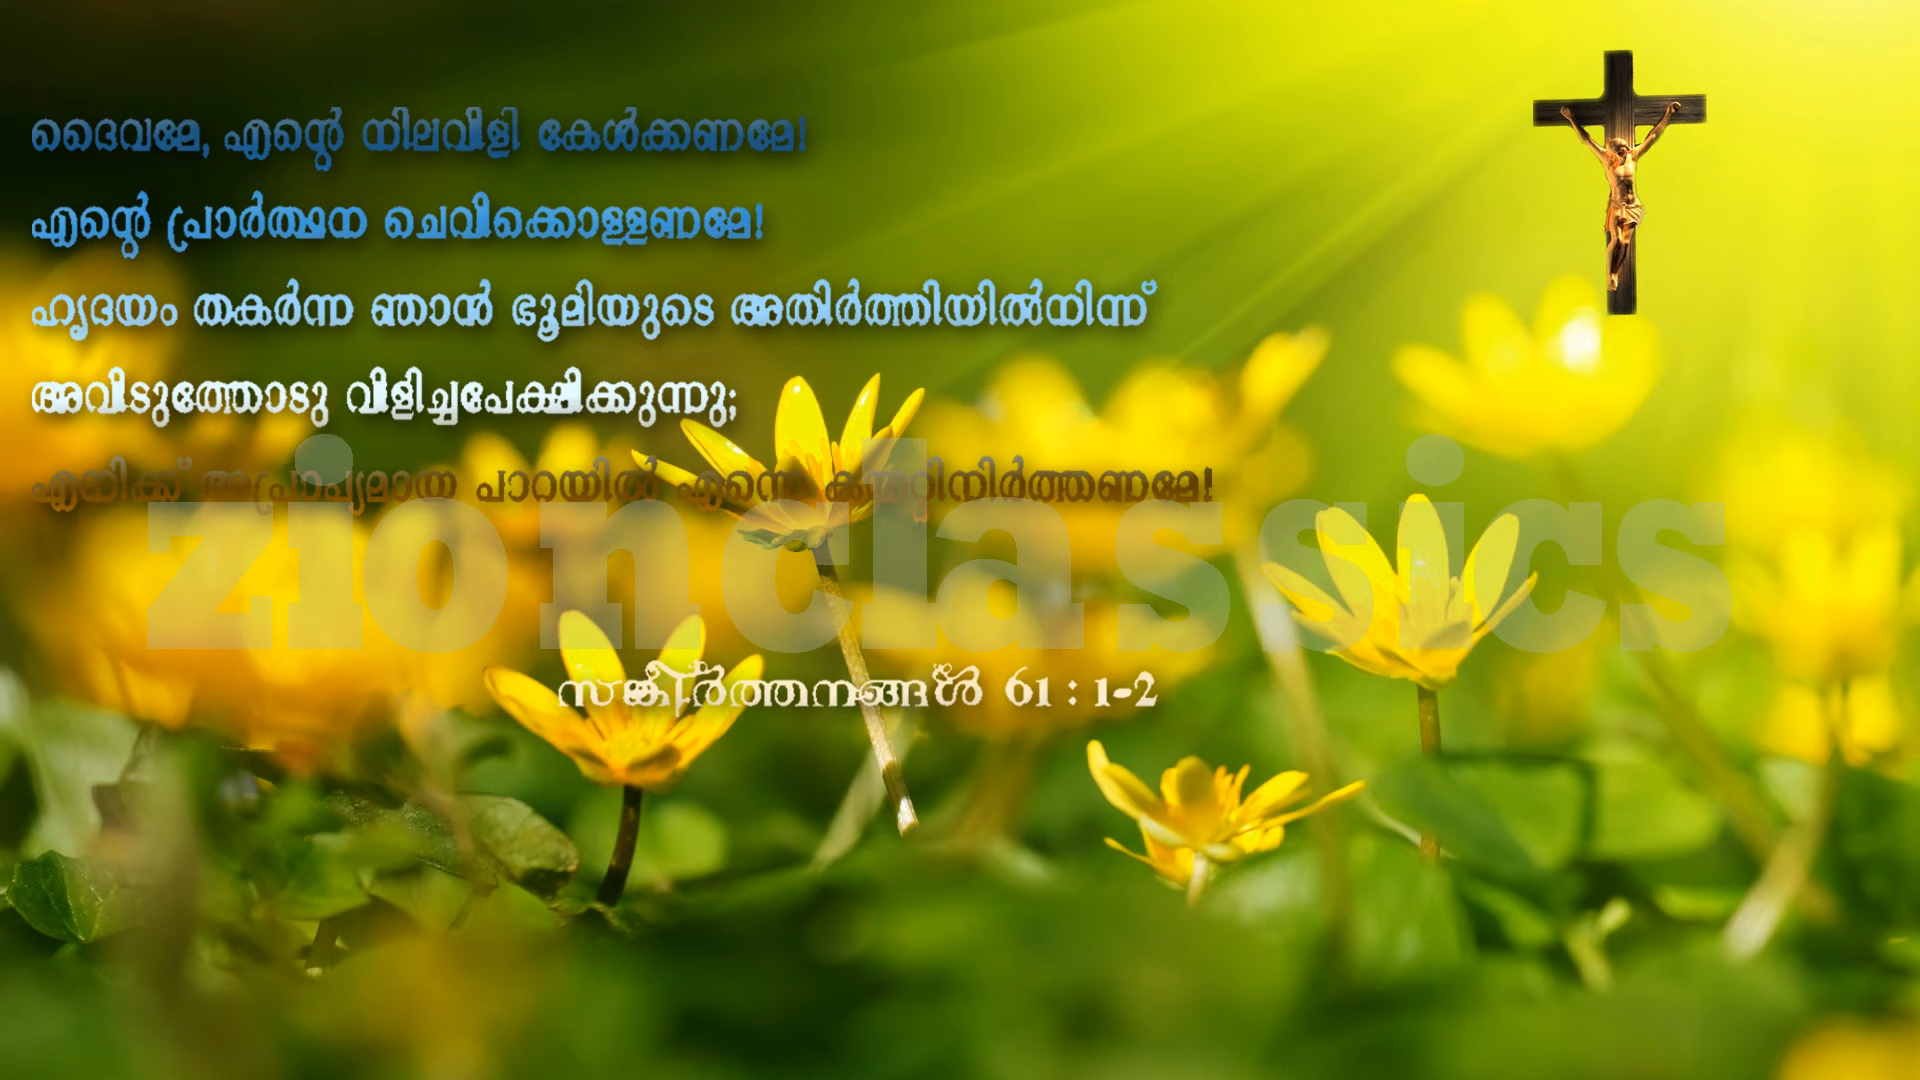 ദൈവമേ, എന്റെ നിലവിളി കേൾക്കണമേ!
എന്റെ പ്രാർത്ഥന ചെവിക്കൊള്ളണമേ!
ഹൃദയം തകർന്ന ഞാൻ ഭൂമിയുടെ അതിർത്തിയിൽനിന്ന്
അവിടുത്തോടു വിളിച്ചപേക്ഷിക്കുന്നു;
എനിക്ക് അപ്രാപ്യമായ പാറയിൽ എന്നെ കയറ്റിനിർത്തണമേ!
zionclassics
സങ്കീർത്തനങ്ങൾ 61 : 1-2